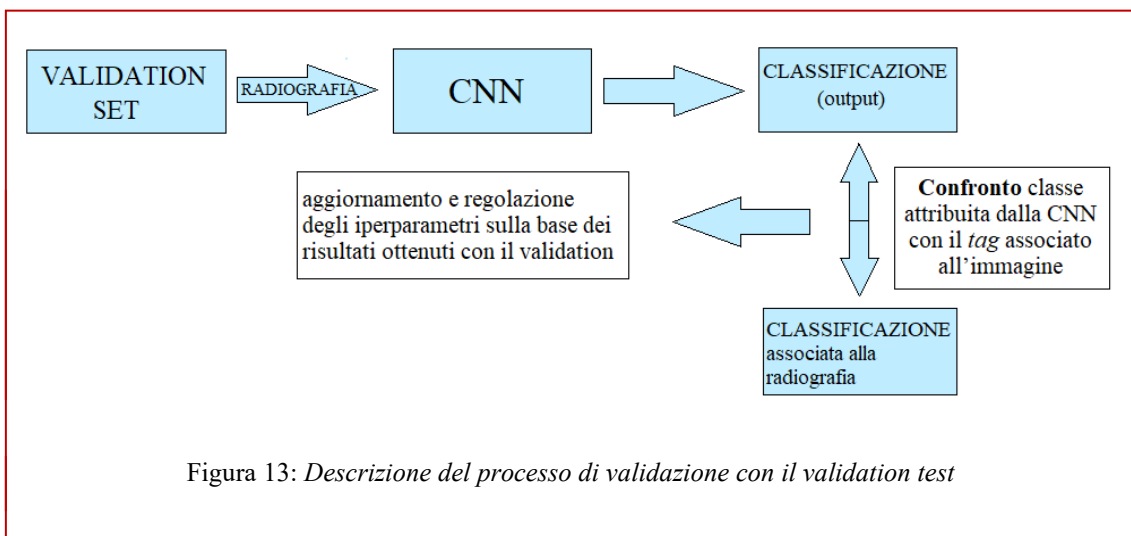 VALIDATION
SET
RADIOGRAFIA
CNN
CLASSIFICAZIONE
(output)
aggiornamento e regolazione
degli iperparametri sulla base dei
risultati ottenuti con il validation
Confronto classe
attribuita dalla CNN
con il tag associato
all’immagine
CLASSIFICAZIONE
associata alla
radiografia
Figura 13: Descrizione del processo di validazione con il validation test